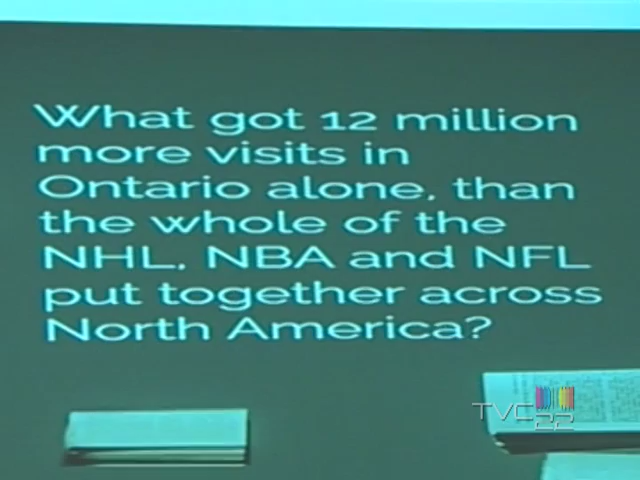 What got 12 million
more visits in
Ontario alone, than
the whole of the
NHL, NBA and NFL
put together across
North America?
TVC22